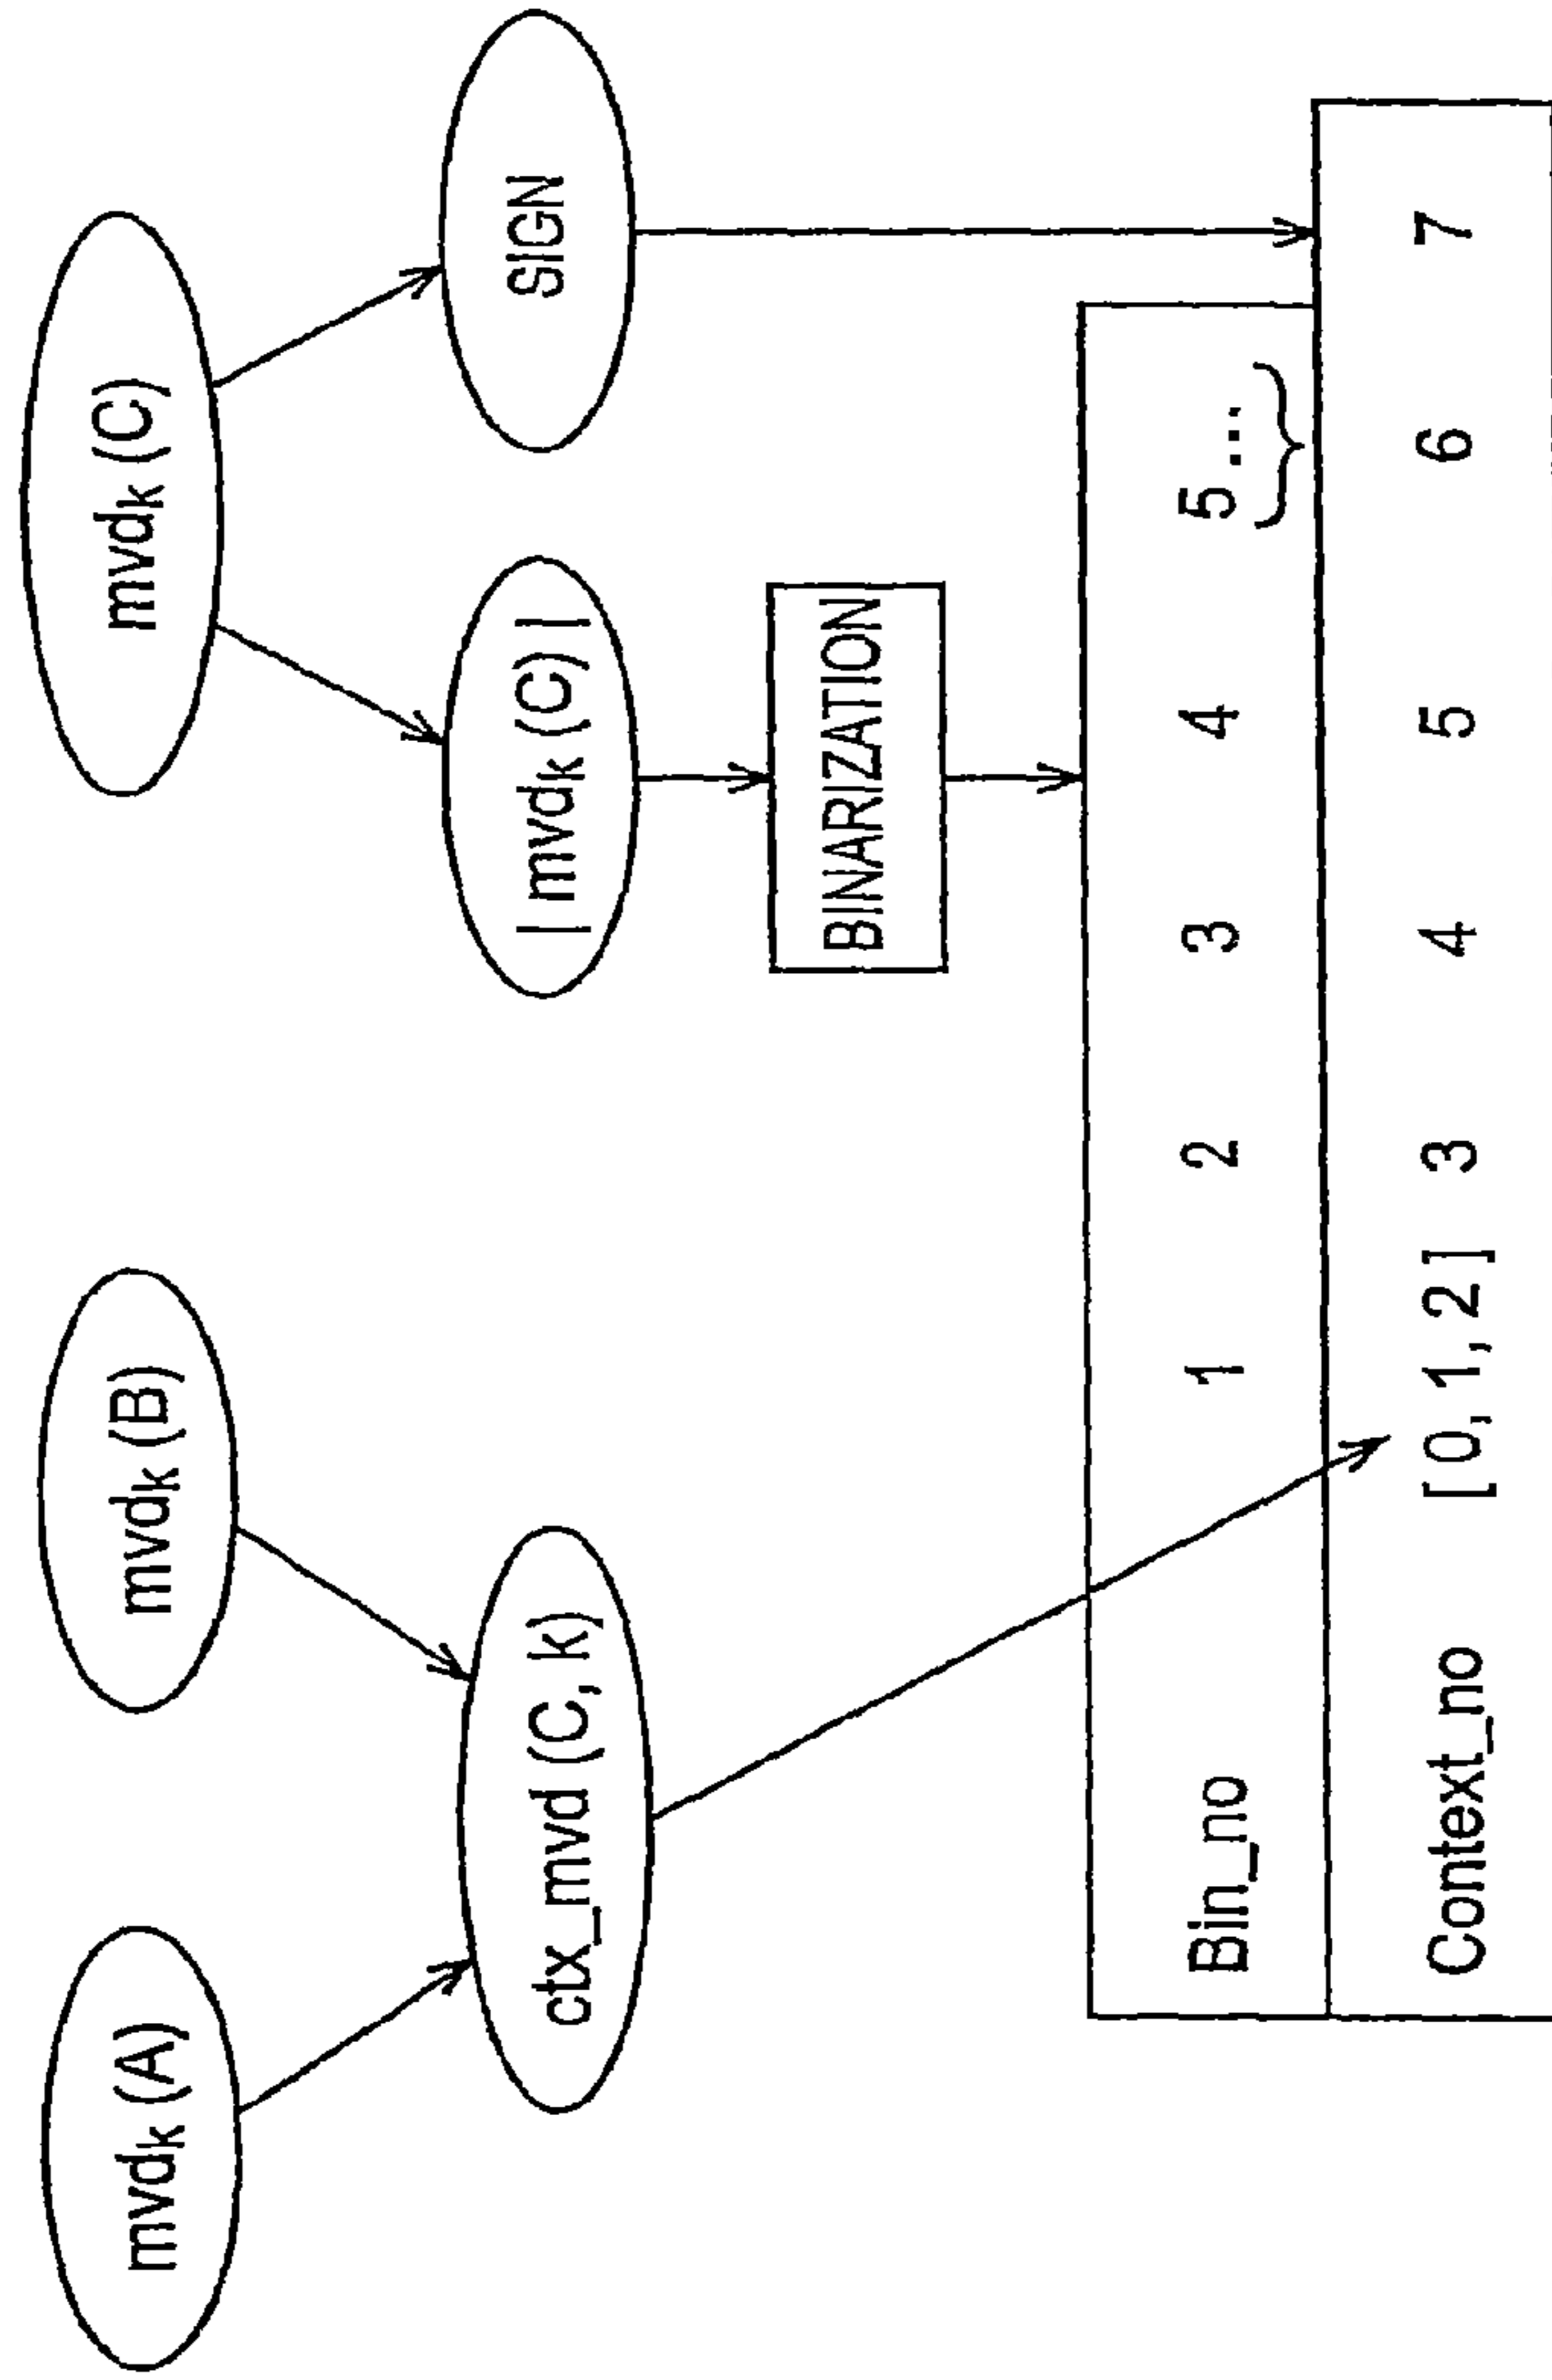 mvdk (A)
mvdk (B)
mvdk (C)
ctx_mvd (C, k)
| mvdk (C) |
SIGN
BINARIZATION
Bin_no 1 2 3 4 5 ...
Context_no [ 0, 1, 2 ] 3 4 5 6 7